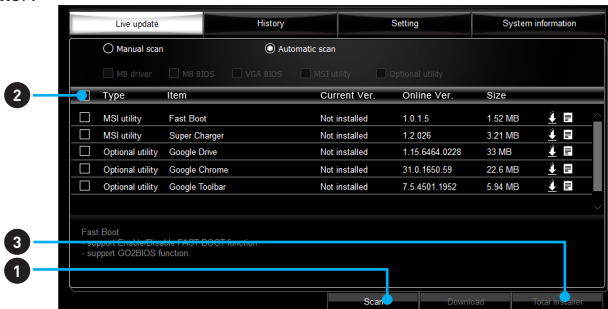 Live update History Setting System information
Manual scan Automatic scan
MB driver MB BIOS VGA BIOS MSI utility Optional utility
2
Type Item Current Ver. Online Ver. Size
MSI utility Fast Boot Not installed 1.0.1.5 1.52 MB
MSI utility Super Charger Not installed 1.2.026 3.21 MB
Optional utility Google Drive Not installed 1.15.6464.0228 33 MB
Optional utility Google Chrome Not installed 31.0.1650.59 22.6 MB
Optional utility Google Toolbar Not installed 7.5.4501.1952 5.94 MB
Fast Boot
3
- support Enable/Disable FAST BOOT function.
- support GO2BIOS function.
1
Scan Download Total Installer